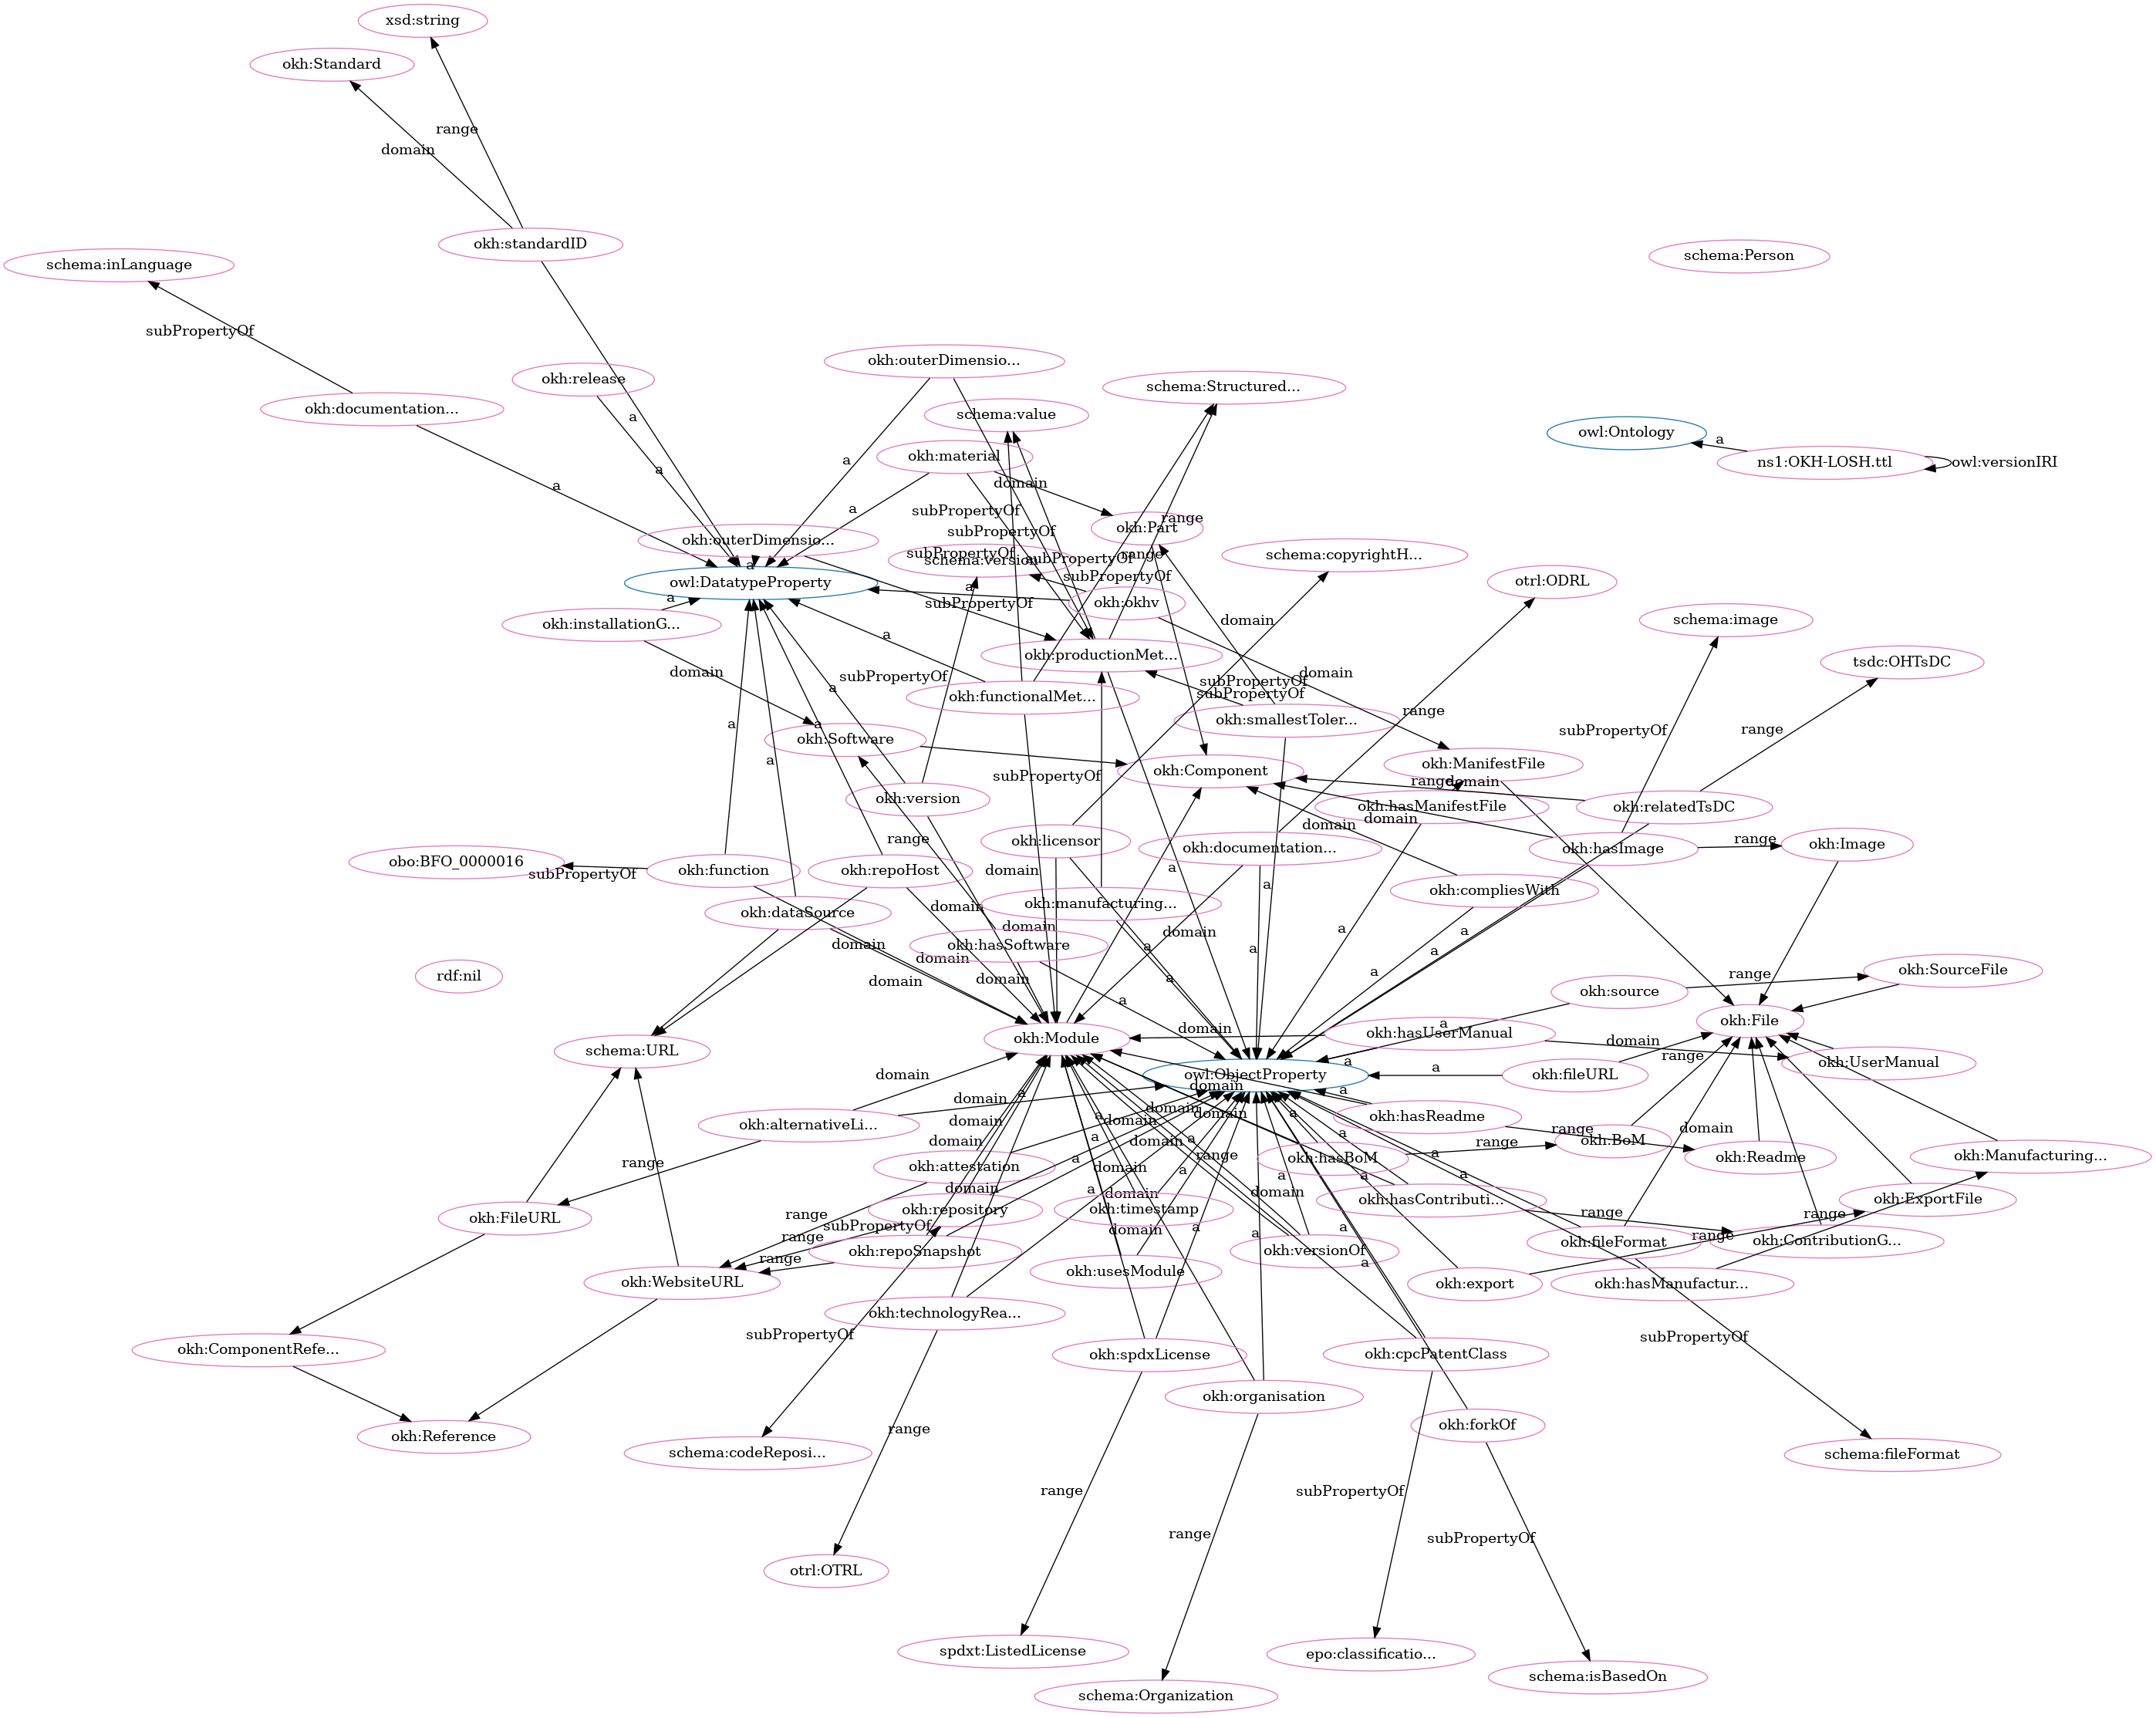 xsd:string
okh:Standard
range
domain
okh:standardID
schema:Person
schema:inLanguage
subPropertyOf
okh:outerDimensio...
okh:release
schema:Structured...
okh:documentation...
a
schema:value
owl:Ontology
a
okh:material
ns1:OKH-LOSH.ttl
owl:versionIRI
a
a
domain
a
a
subPropertyOf
range
okh:Part
subPropertyOf
okh:outerDimensio...
subPropertyOf
range
subPropertyOf
schema:version
schema:copyrightH...
a
owl:DatatypeProperty
subPropertyOf
otrl:ODRL
a
a
subPropertyOf
okh:okhv
okh:installationG...
domain
schema:image
a
okh:productionMet...
tsdc:OHTsDC
domain
subPropertyOf
domain
subPropertyOf
a
subPropertyOf
okh:functionalMet...
range
okh:smallestToler...
a
a
okh:Software
subPropertyOf
range
a
okh:Component
okh:ManifestFile
subPropertyOf
range
domain
okh:version
okh:hasManifestFile
okh:relatedTsDC
domain
domain
range
okh:licensor
range
okh:Image
okh:documentation...
okh:hasImage
obo:BFO_0000016
subPropertyOf
okh:function
okh:repoHost
domain
a
a
okh:compliesWith
okh:manufacturing...
domain
okh:dataSource
domain
domain
a
a
domain
okh:hasSoftware
a
a
a
domain
domain
domain
a
a
okh:SourceFile
rdf:nil
range
okh:source
a
okh:File
domain
a
okh:hasUserManual
domain
okh:Module
schema:URL
range
okh:UserManual
a
a
owl:ObjectProperty
okh:fileURL
domain
domain
a
a
domain
domain
a
okh:hasReadme
okh:alternativeLi...
domain
a
domain
domain
a
range
domain
a
a
domain
range
okh:BoM
range
a
range
okh:hasBoM
a
okh:Readme
okh:Manufacturing...
range
okh:attestation
domain
a
a
a
a
domain
a
domain
domain
okh:hasContributi...
okh:ExportFile
okh:repository
okh:timestamp
range
range
okh:FileURL
range
subPropertyOf
domain
a
a
a
range
range
okh:repoSnapshot
okh:versionOf
okh:fileFormat
okh:ContributionG...
range
a
okh:WebsiteURL
okh:usesModule
okh:export
okh:hasManufactur...
okh:technologyRea...
subPropertyOf
subPropertyOf
okh:ComponentRefe...
okh:spdxLicense
okh:cpcPatentClass
okh:organisation
okh:Reference
range
okh:forkOf
schema:codeReposi...
schema:fileFormat
range
subPropertyOf
range
subPropertyOf
otrl:OTRL
spdxt:ListedLicense
epo:classificatio...
schema:isBasedOn
schema:Organization